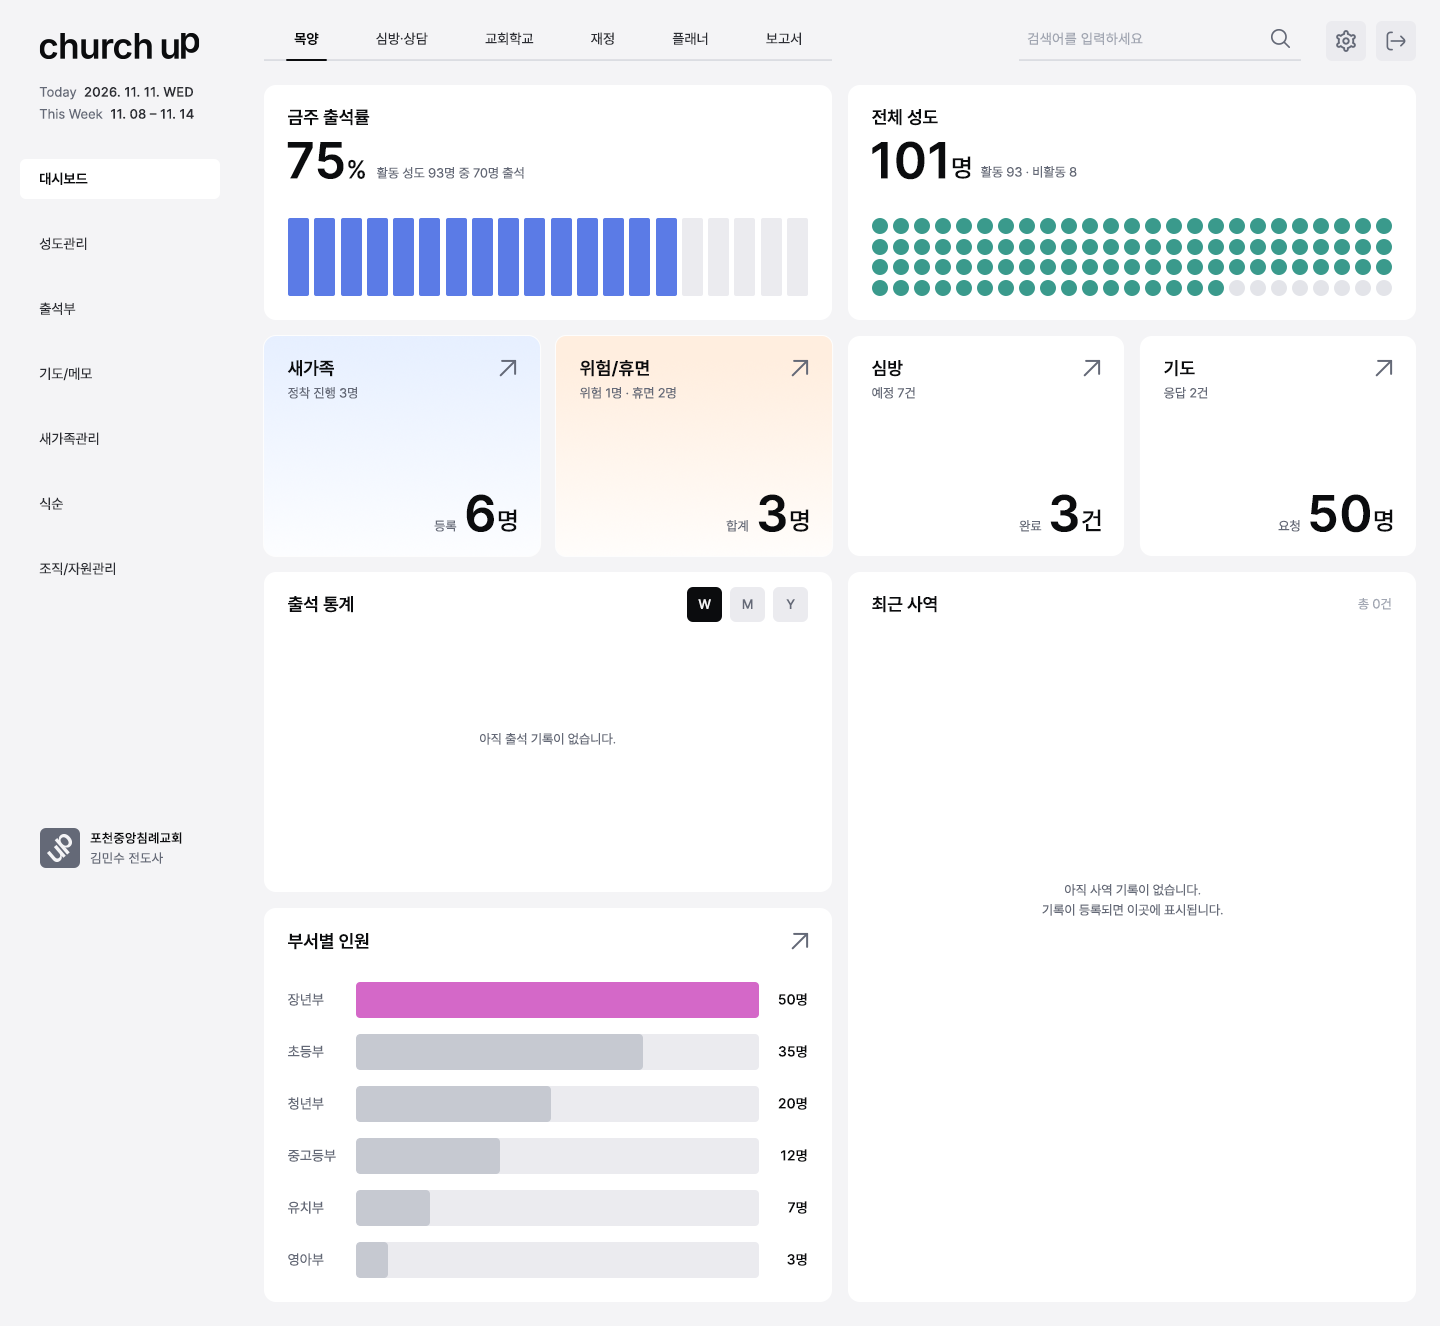 church up
Today 2026. 11. 11. WED
This Week 11. 08 – 11. 14
대시보드
성도관리
출석부
기도/메모
새가족관리
식순
조직/자원관리
up
포천중앙침례교회
김민수 전도사
목양 심방·상담 교회학교 재정 플래너 보고서
검색어를 입력하세요
금주 출석률
75% 활동 성도 93명 중 70명 출석
전체 성도
101명 활동 93 · 비활동 8
새가족
정착 진행 3명
등록 6명
위험/휴면
위험 1명 · 휴면 2명
합계 3명
심방
예정 7건
완료 3건
기도
응답 2건
요청 50명
출석 통계
W M Y
아직 출석 기록이 없습니다.
최근 사역
총 0건
아직 사역 기록이 없습니다.
기록이 등록되면 이곳에 표시됩니다.
부서별 인원
장년부 50명
초등부 35명
청년부 20명
중고등부 12명
유치부 7명
영아부 3명